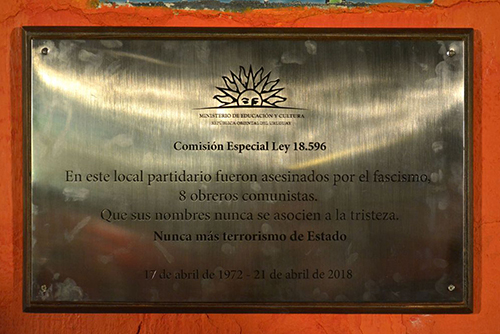 MINISTERIO DE EDUCACIÓN Y CULTURA
REPÚBLICA ORIENTAL DEL URUGUAY
Comisión Especial Ley 18.596
En este local partidario fueron asesinados por el fascismo,
8 obreros comunistas.
Que sus nombres nunca se asocien a la tristeza.
Nunca más terrorismo de Estado
17 de abril de 1972 - 21 de abril de 2018